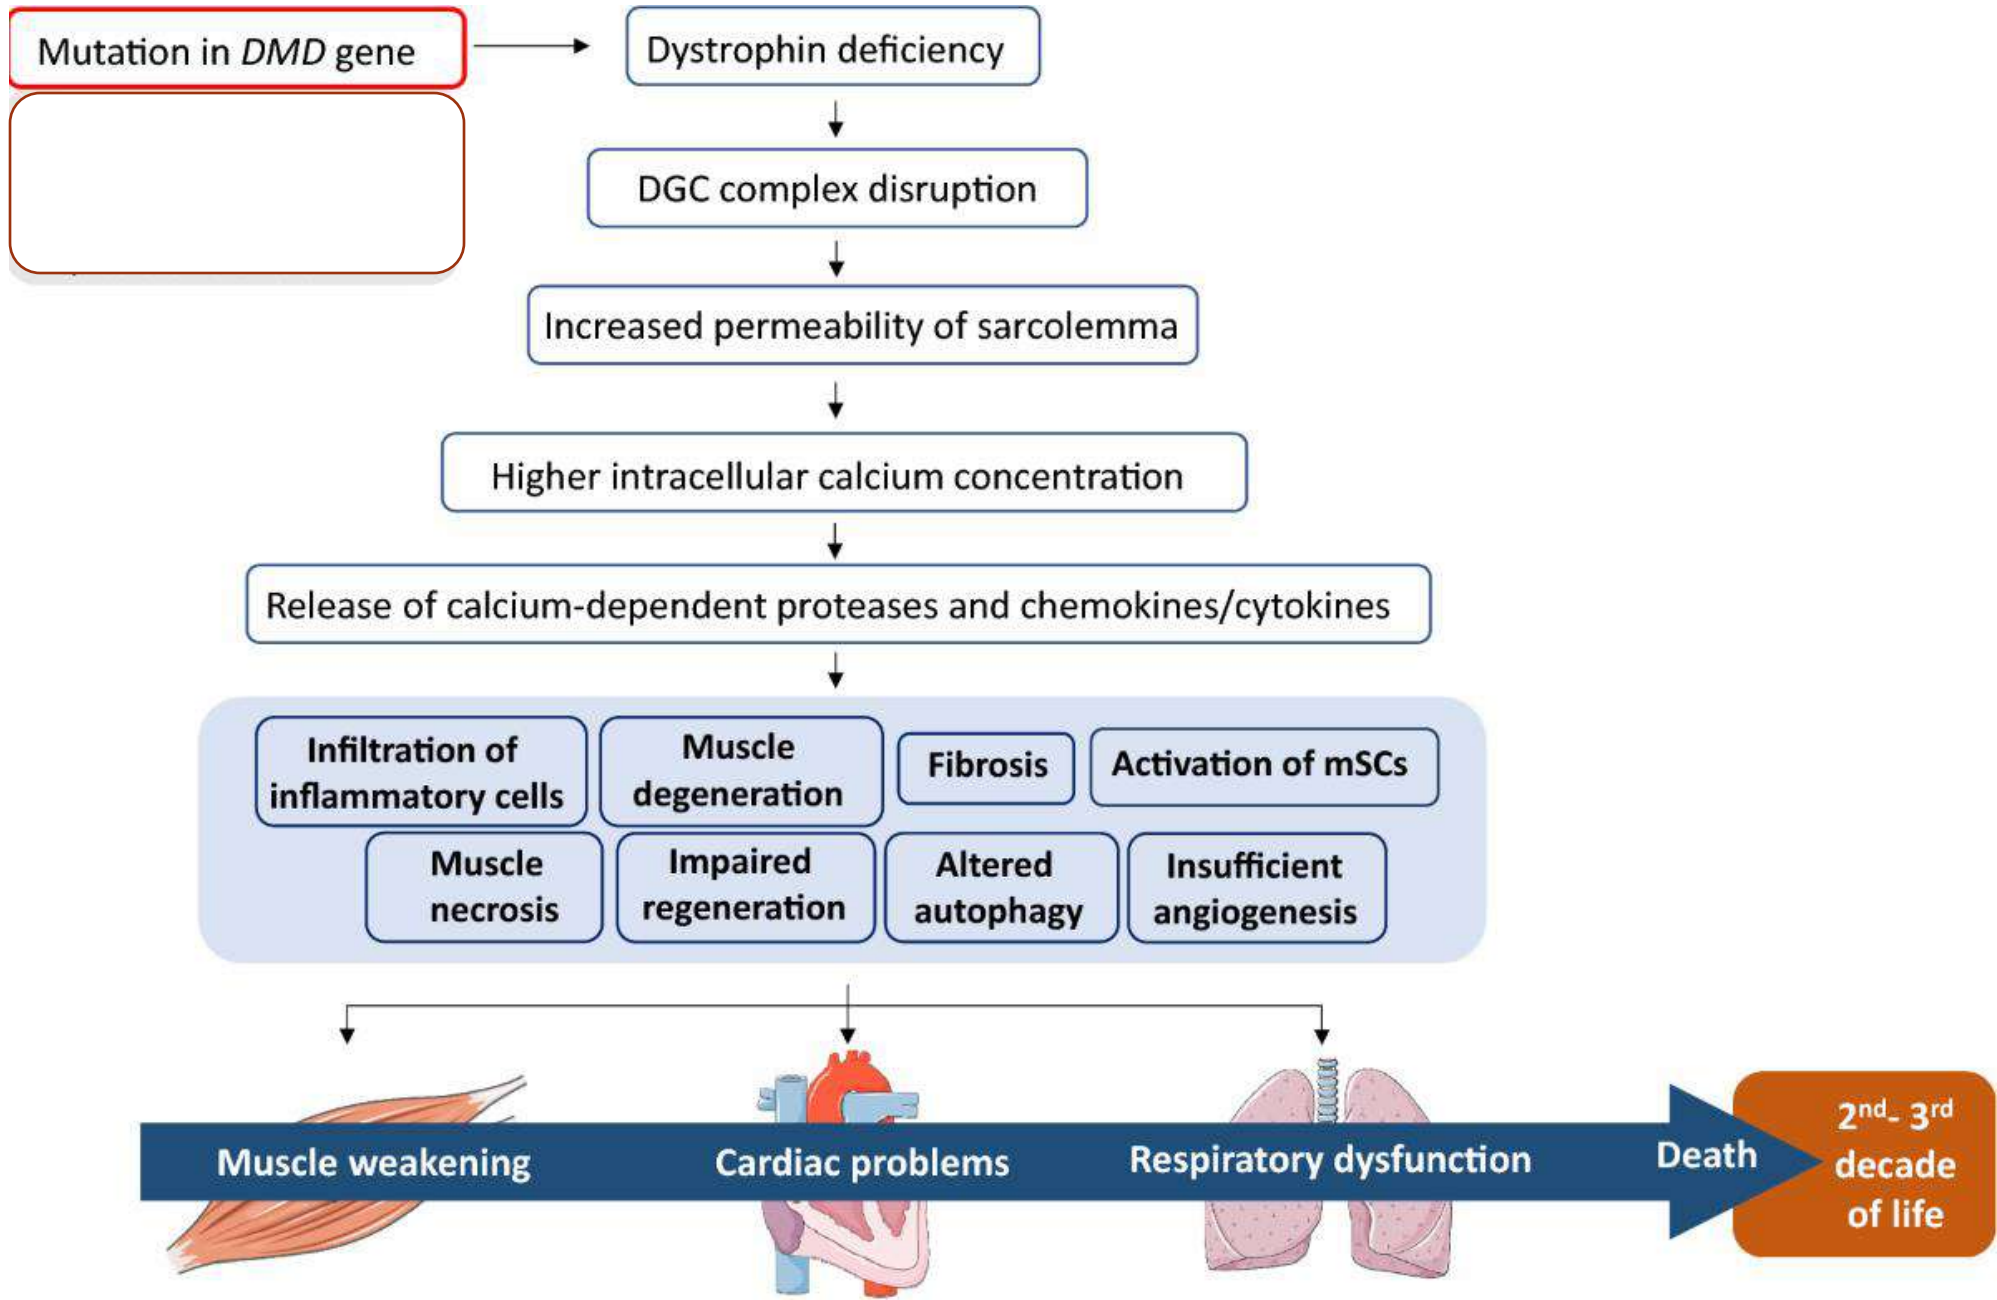 Mutation in DMD gene
Dystrophin deficiency
DGC complex disruption
Increased permeability of sarcolemma
Higher intracellular calcium concentration
Release of calcium-dependent proteases and chemokines/cytokines
Infiltration of
inflammatory cells
Muscle
degeneration
Fibrosis
Activation of mSCs
Muscle
necrosis
Impaired
regeneration
Altered
autophagy
Insufficient
angiogenesis
Muscle weakening
Cardiac problems
Respiratory dysfunction
Death
2nd- 3rd
decade
of life